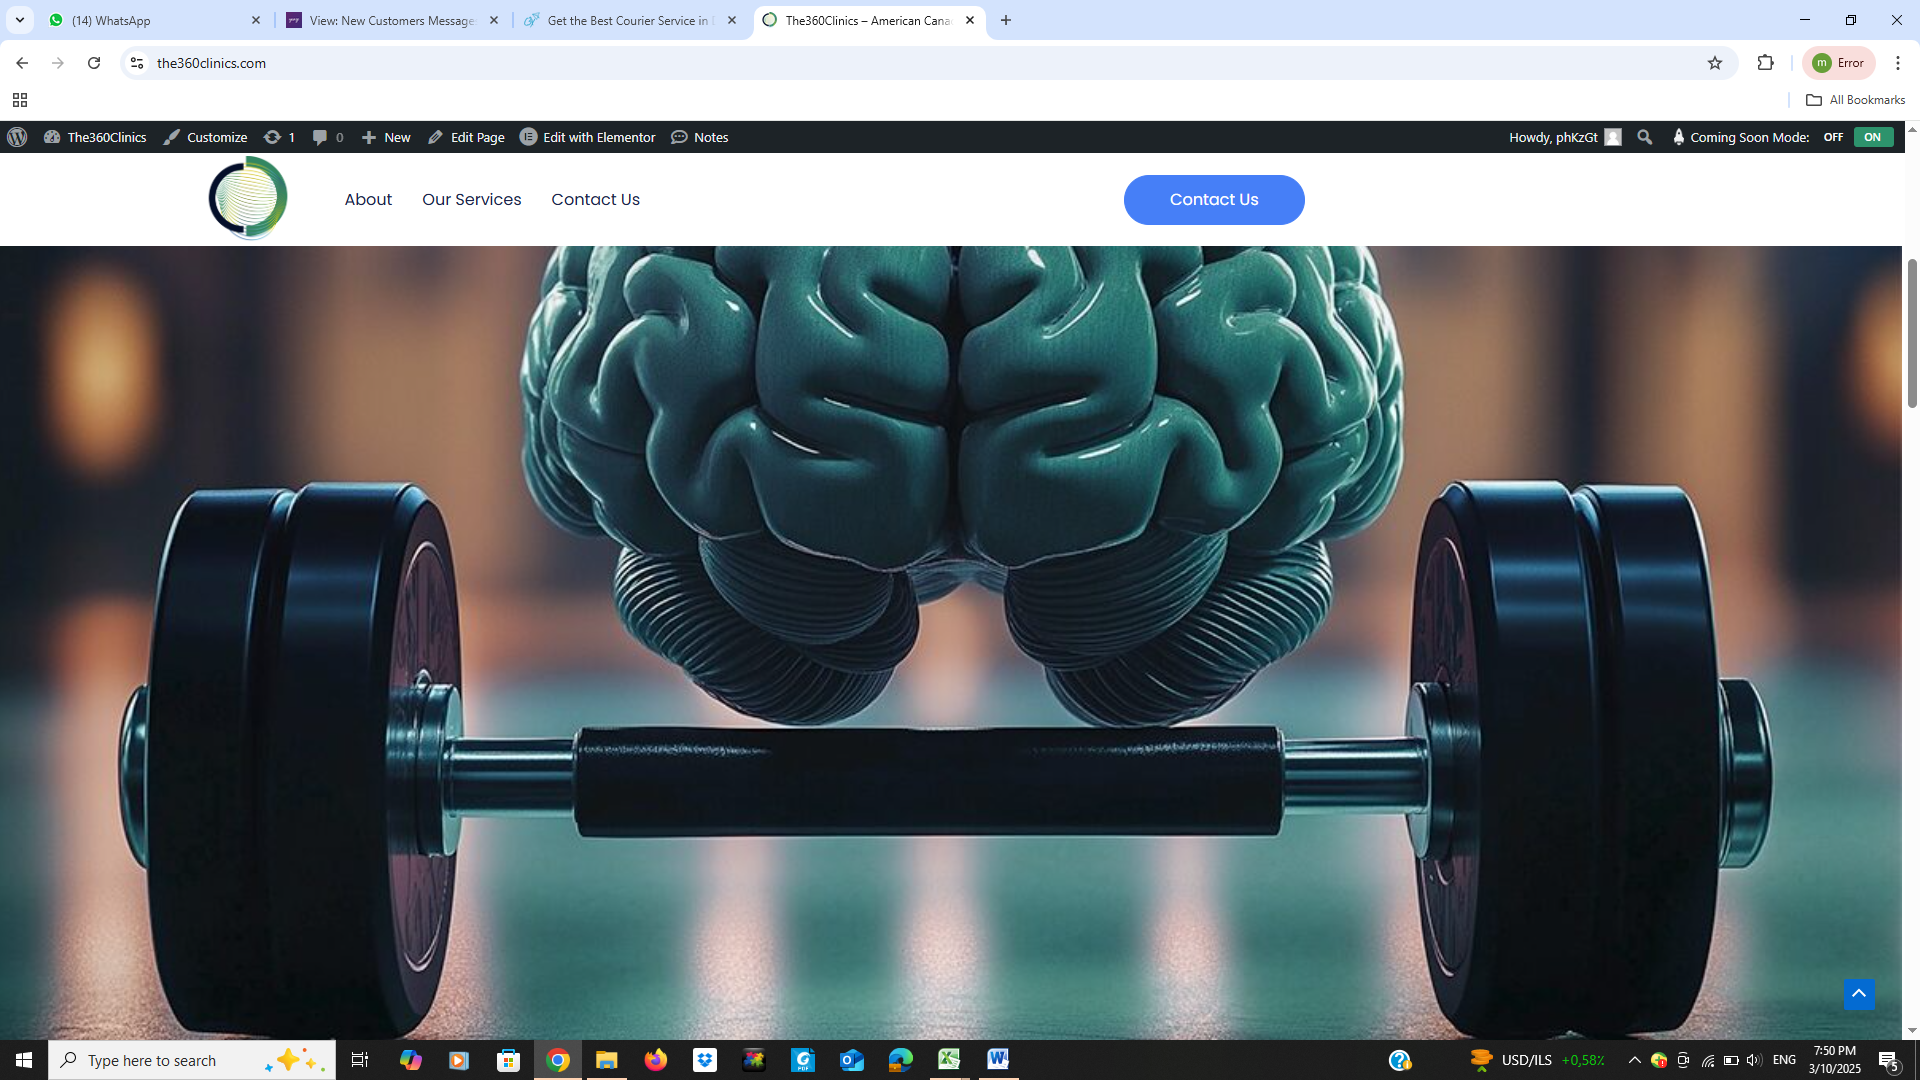 (14) WhatsApp
View: New Customers Message
Get the Best Courier Service in D
The360Clinics – American Cana
the360clinics.com
m
Error
All Bookmarks
The360Clinics
Customize
1
0
New
Edit Page
Edit with Elementor
Notes
Howdy, phKzGt
Coming Soon Mode:
OFF
ON
About
Our Services
Contact Us
Contact Us
Type here to search
USD/ILS
+0,58%
ENG
7:50 PM
3/10/2025
5